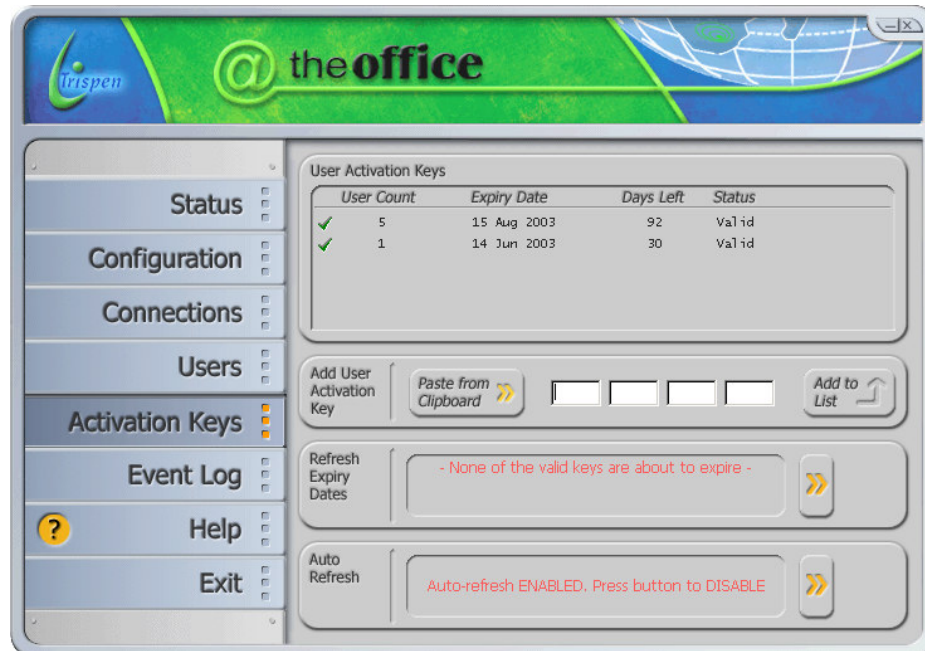 Trispen
@ the office
Status
Configuration
Connections
Users
Activation Keys
Event Log
? Help
Exit
User Activation Keys
User Count Expiry Date Days Left Status
5 15 Aug 2003 92 Valid
1 14 Jun 2003 30 Valid
Add User
Activation
Key
Paste from
Clipboard
Add to
List
Refresh
Expiry
Dates
- None of the valid keys are about to expire -
Auto
Refresh
Auto-refresh ENABLED. Press button to DISABLE